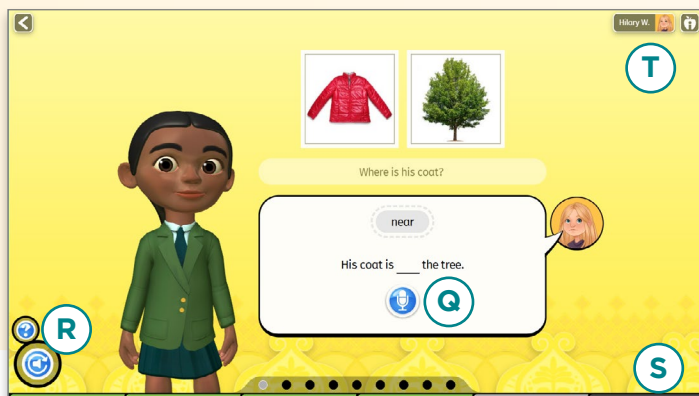 Hilary W.
T
Where is his coat?
near
His coat is ___ the tree.
Q
?
R
S